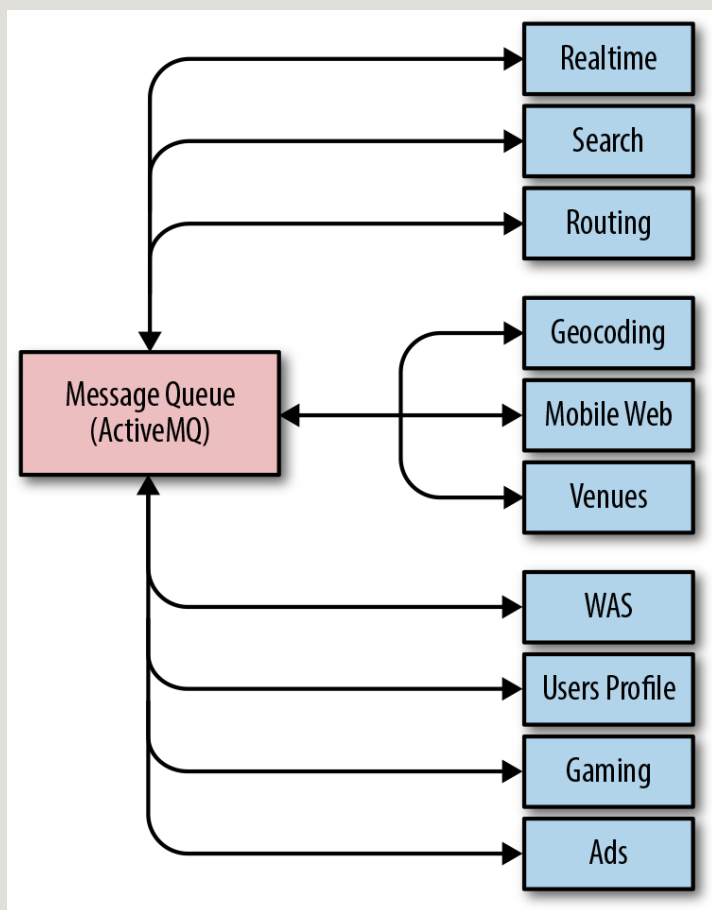 Realtime
Search
Routing
Geocoding
Message Queue
(ActiveMQ)
Mobile Web
Venues
WAS
Users Profile
Gaming
Ads